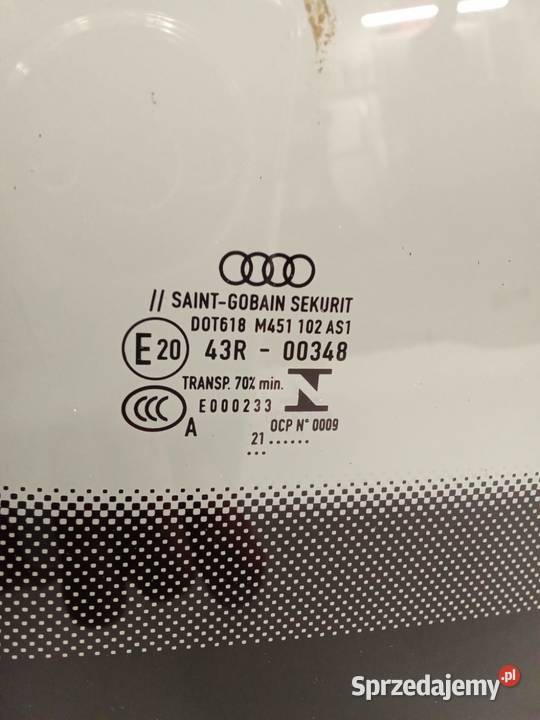 // SAINT-GOBAIN SEKURIT
DOT618 M451 102 AS1
E20 43R - 00348
TRANSP. 70% min.
CCC E000233
A OCP N° 0009
21 ......
...
Sprzedajemy.pl